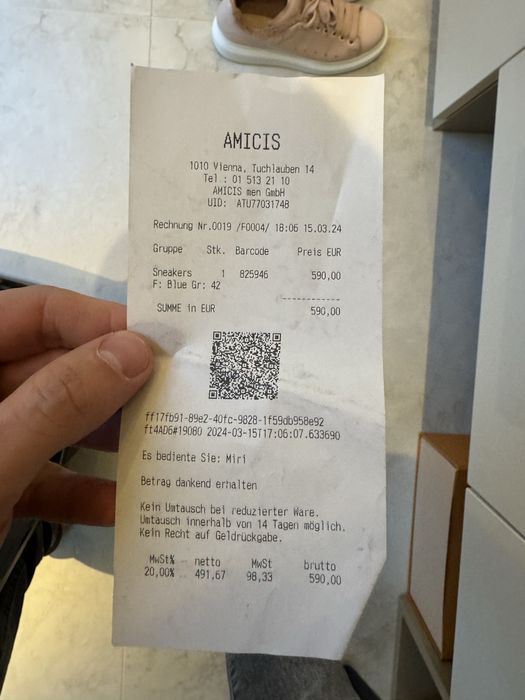 AMICIS
1010 Vienna, Tuchlauben 14
Tel.: 01 513 21 10
AMICIS men GmbH
UID: ATU77031748
Rechnung Nr.0019 /F0004/ 18:06 15.03.24
Gruppe Stk. Barcode Preis EUR
Sneakers 1 825946 590,00
F: Blue Gr: 42
------------
SUMME in EUR 590,00
ff17fb91-89e2-40fc-9828-1f59db958e92
ft4AD6#19080 2024-03-15T17:06:07.633690
Es bediente Sie: Miri
Betrag dankend erhalten
Kein Umtausch bei reduzierter Ware.
Umtausch innerhalb von 14 Tagen möglich.
Kein Recht auf Geldrückgabe.
MwSt% netto MwSt brutto
20,00% 491,67 98,33 590,00